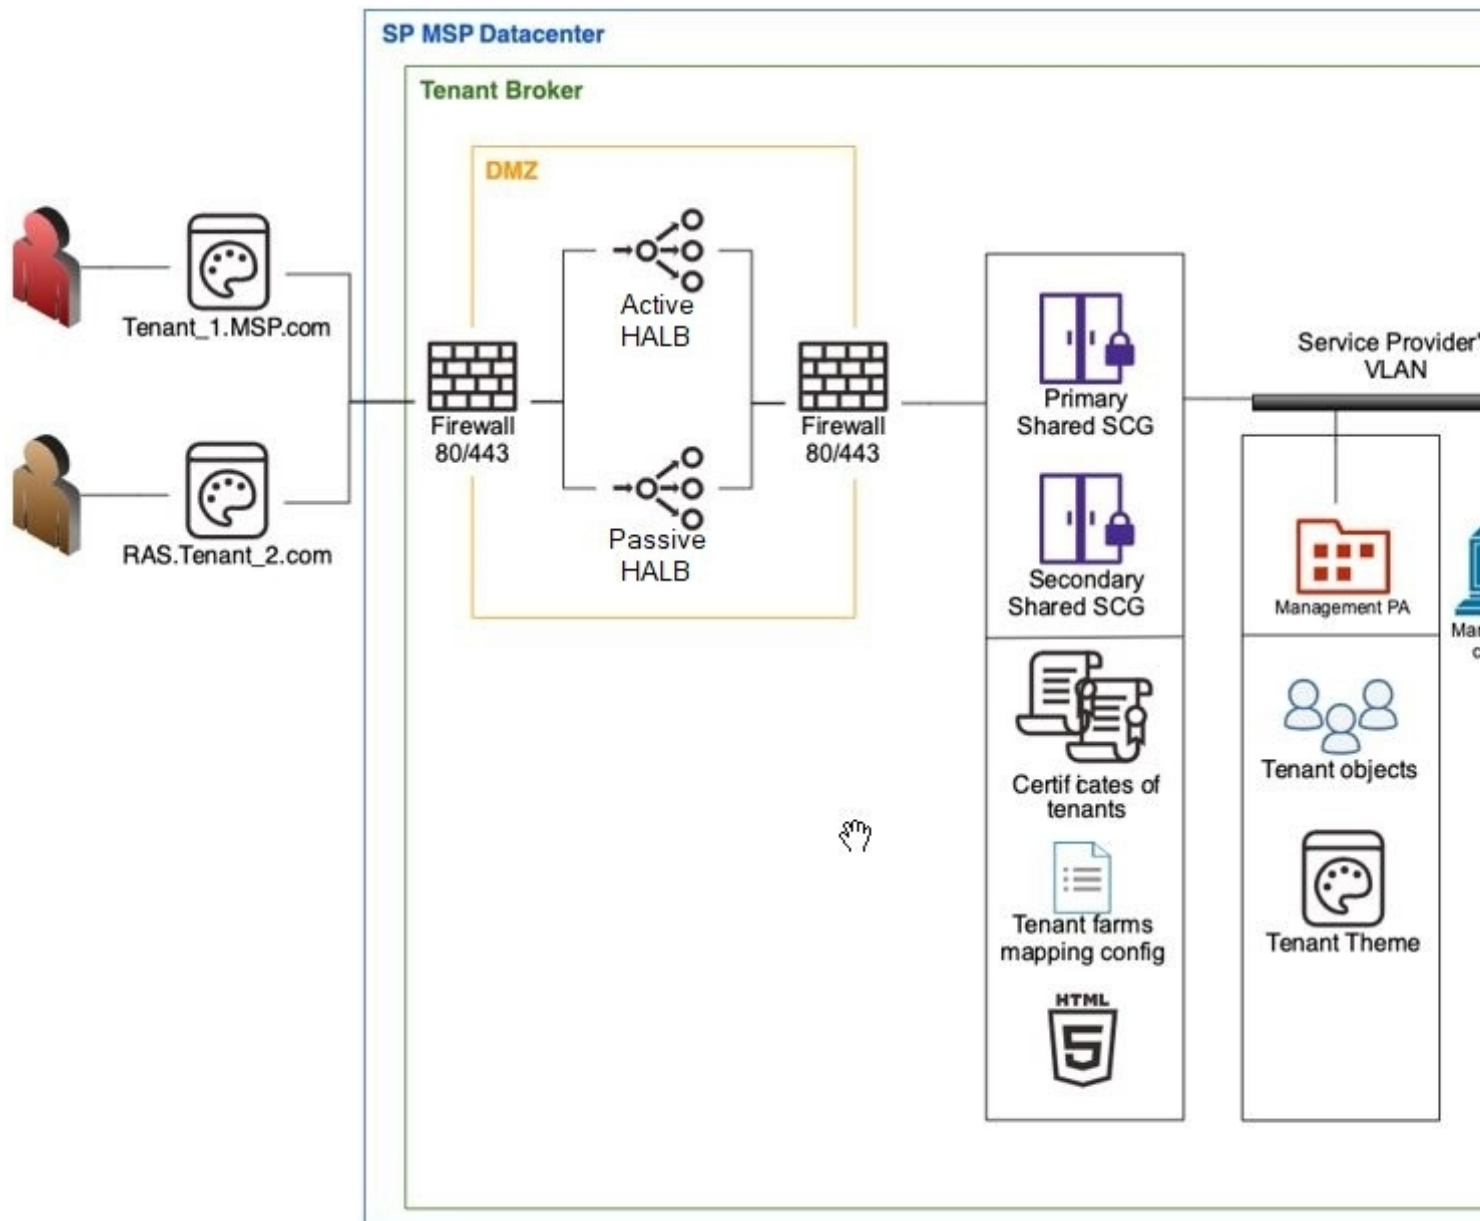 SP MSP Datacenter
Tenant Broker
DMZ
Tenant_1.MSP.com
RAS.Tenant_2.com
Firewall
80/443
Active
HALB
Passive
HALB
Firewall
80/443
Primary
Shared SCG
Secondary
Shared SCG
Certificates of
tenants
Tenant farms
mapping config
HTML
5
Service Provider'
VLAN
Management PA
Tenant objects
Tenant Theme